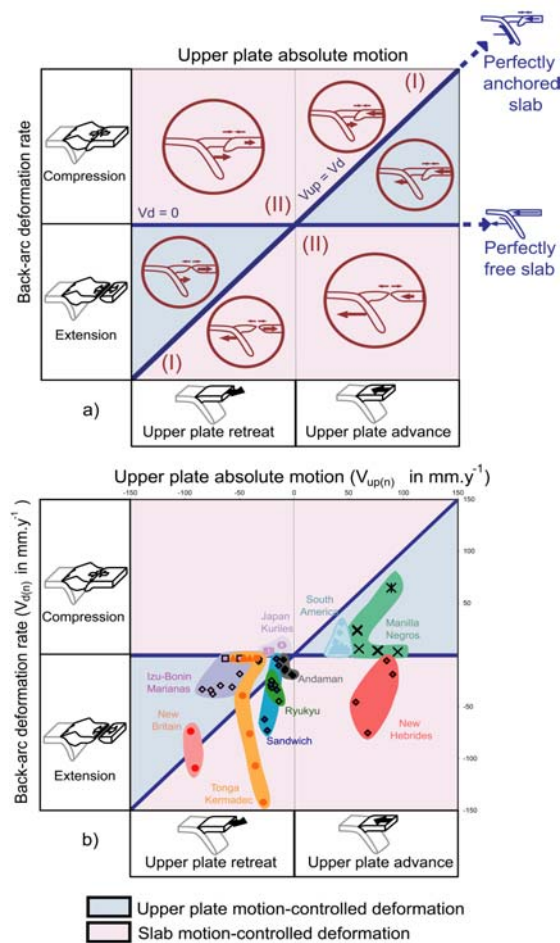 Upper plate absolute motion
Perfectly
anchored
slab
(I)
Back-arc deformation rate
Compression
Vup = Vd
Vd = 0
(II)
Perfectly
free slab
(II)
Extension
(I)
a)
Upper plate retreat
Upper plate advance
Upper plate absolute motion (Vup(n) in mm.y-1)
-150
-100
-50
0
50
100
150
Back-arc deformation rate (Vd(n) in mm.y-1)
150
100
50
-50
-100
-150
Compression
South
America
Japan
Kuriles
Manilla
Negros
Izu-Bonin
Marianas
Andaman
Ryukyu
New
Britain
Sandwich
New
Hebrides
Extension
Tonga
Kermadec
b)
Upper plate retreat
Upper plate advance
Upper plate motion-controlled deformation
Slab motion-controlled deformation